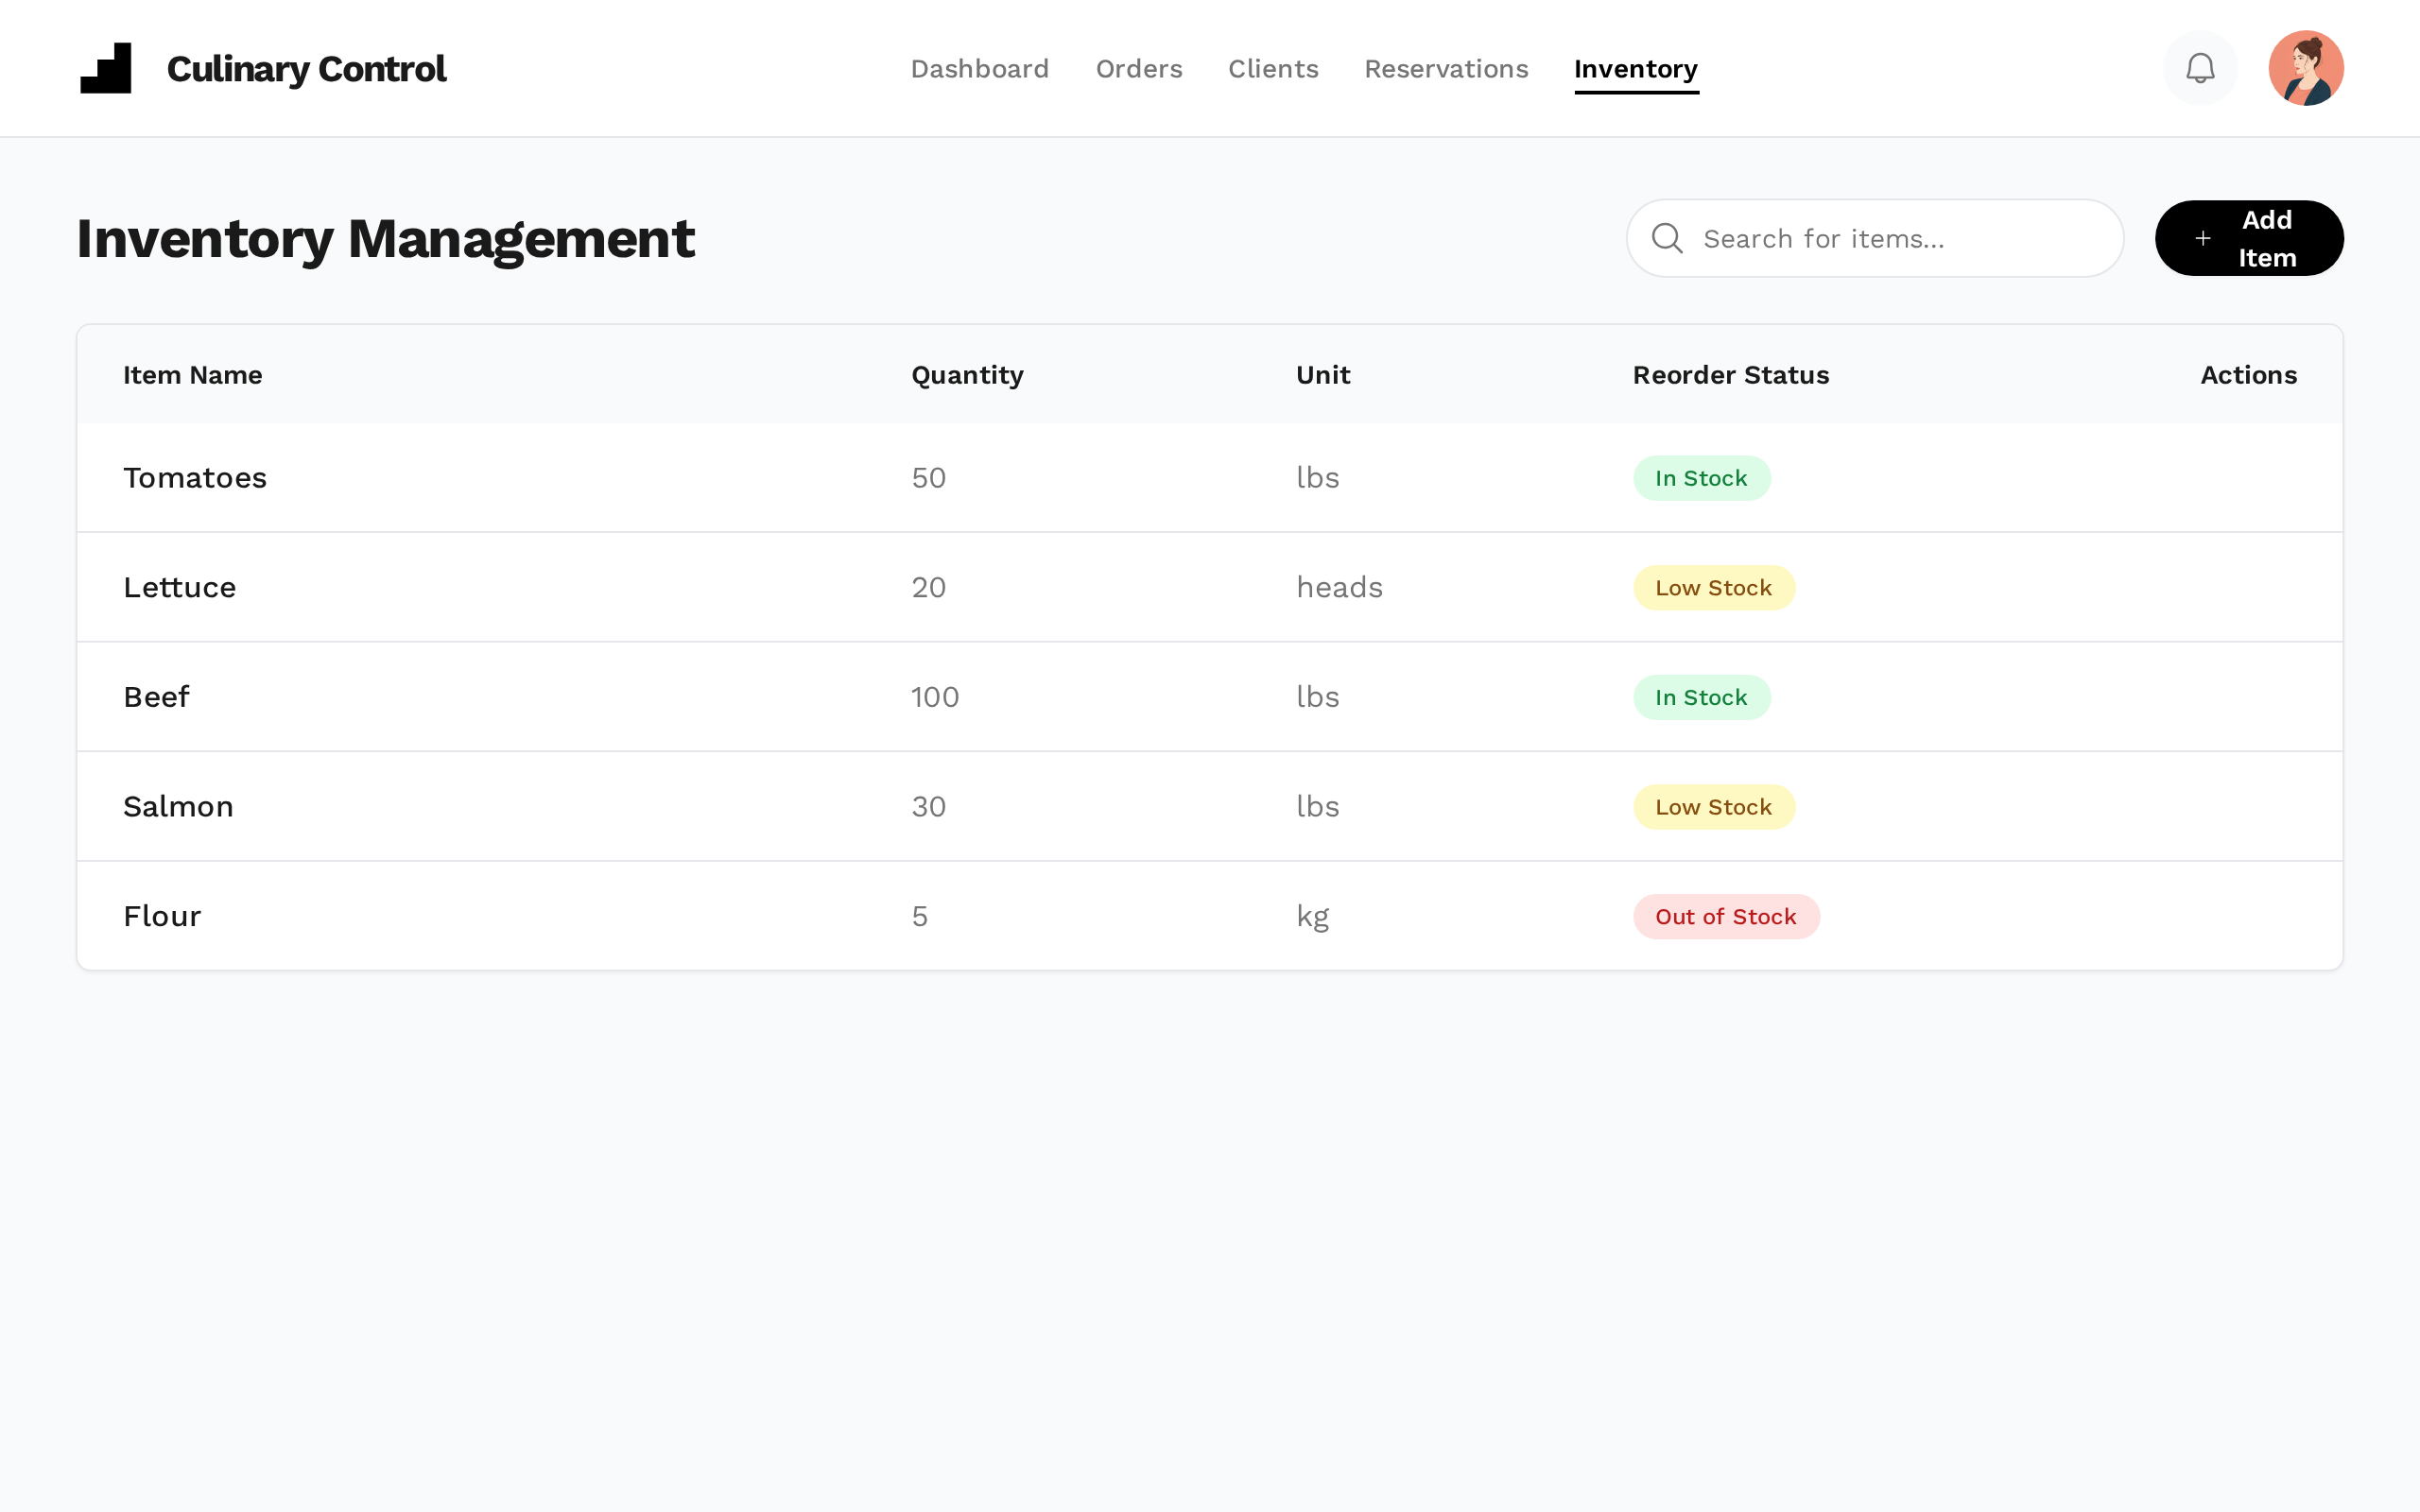 Culinary Control
Dashboard Orders Clients Reservations Inventory
Inventory Management
Search for items...
Add
Item
Item Name Quantity Unit Reorder Status Actions
Tomatoes 50 lbs In Stock
Lettuce 20 heads Low Stock
Beef 100 lbs In Stock
Salmon 30 lbs Low Stock
Flour 5 kg Out of Stock